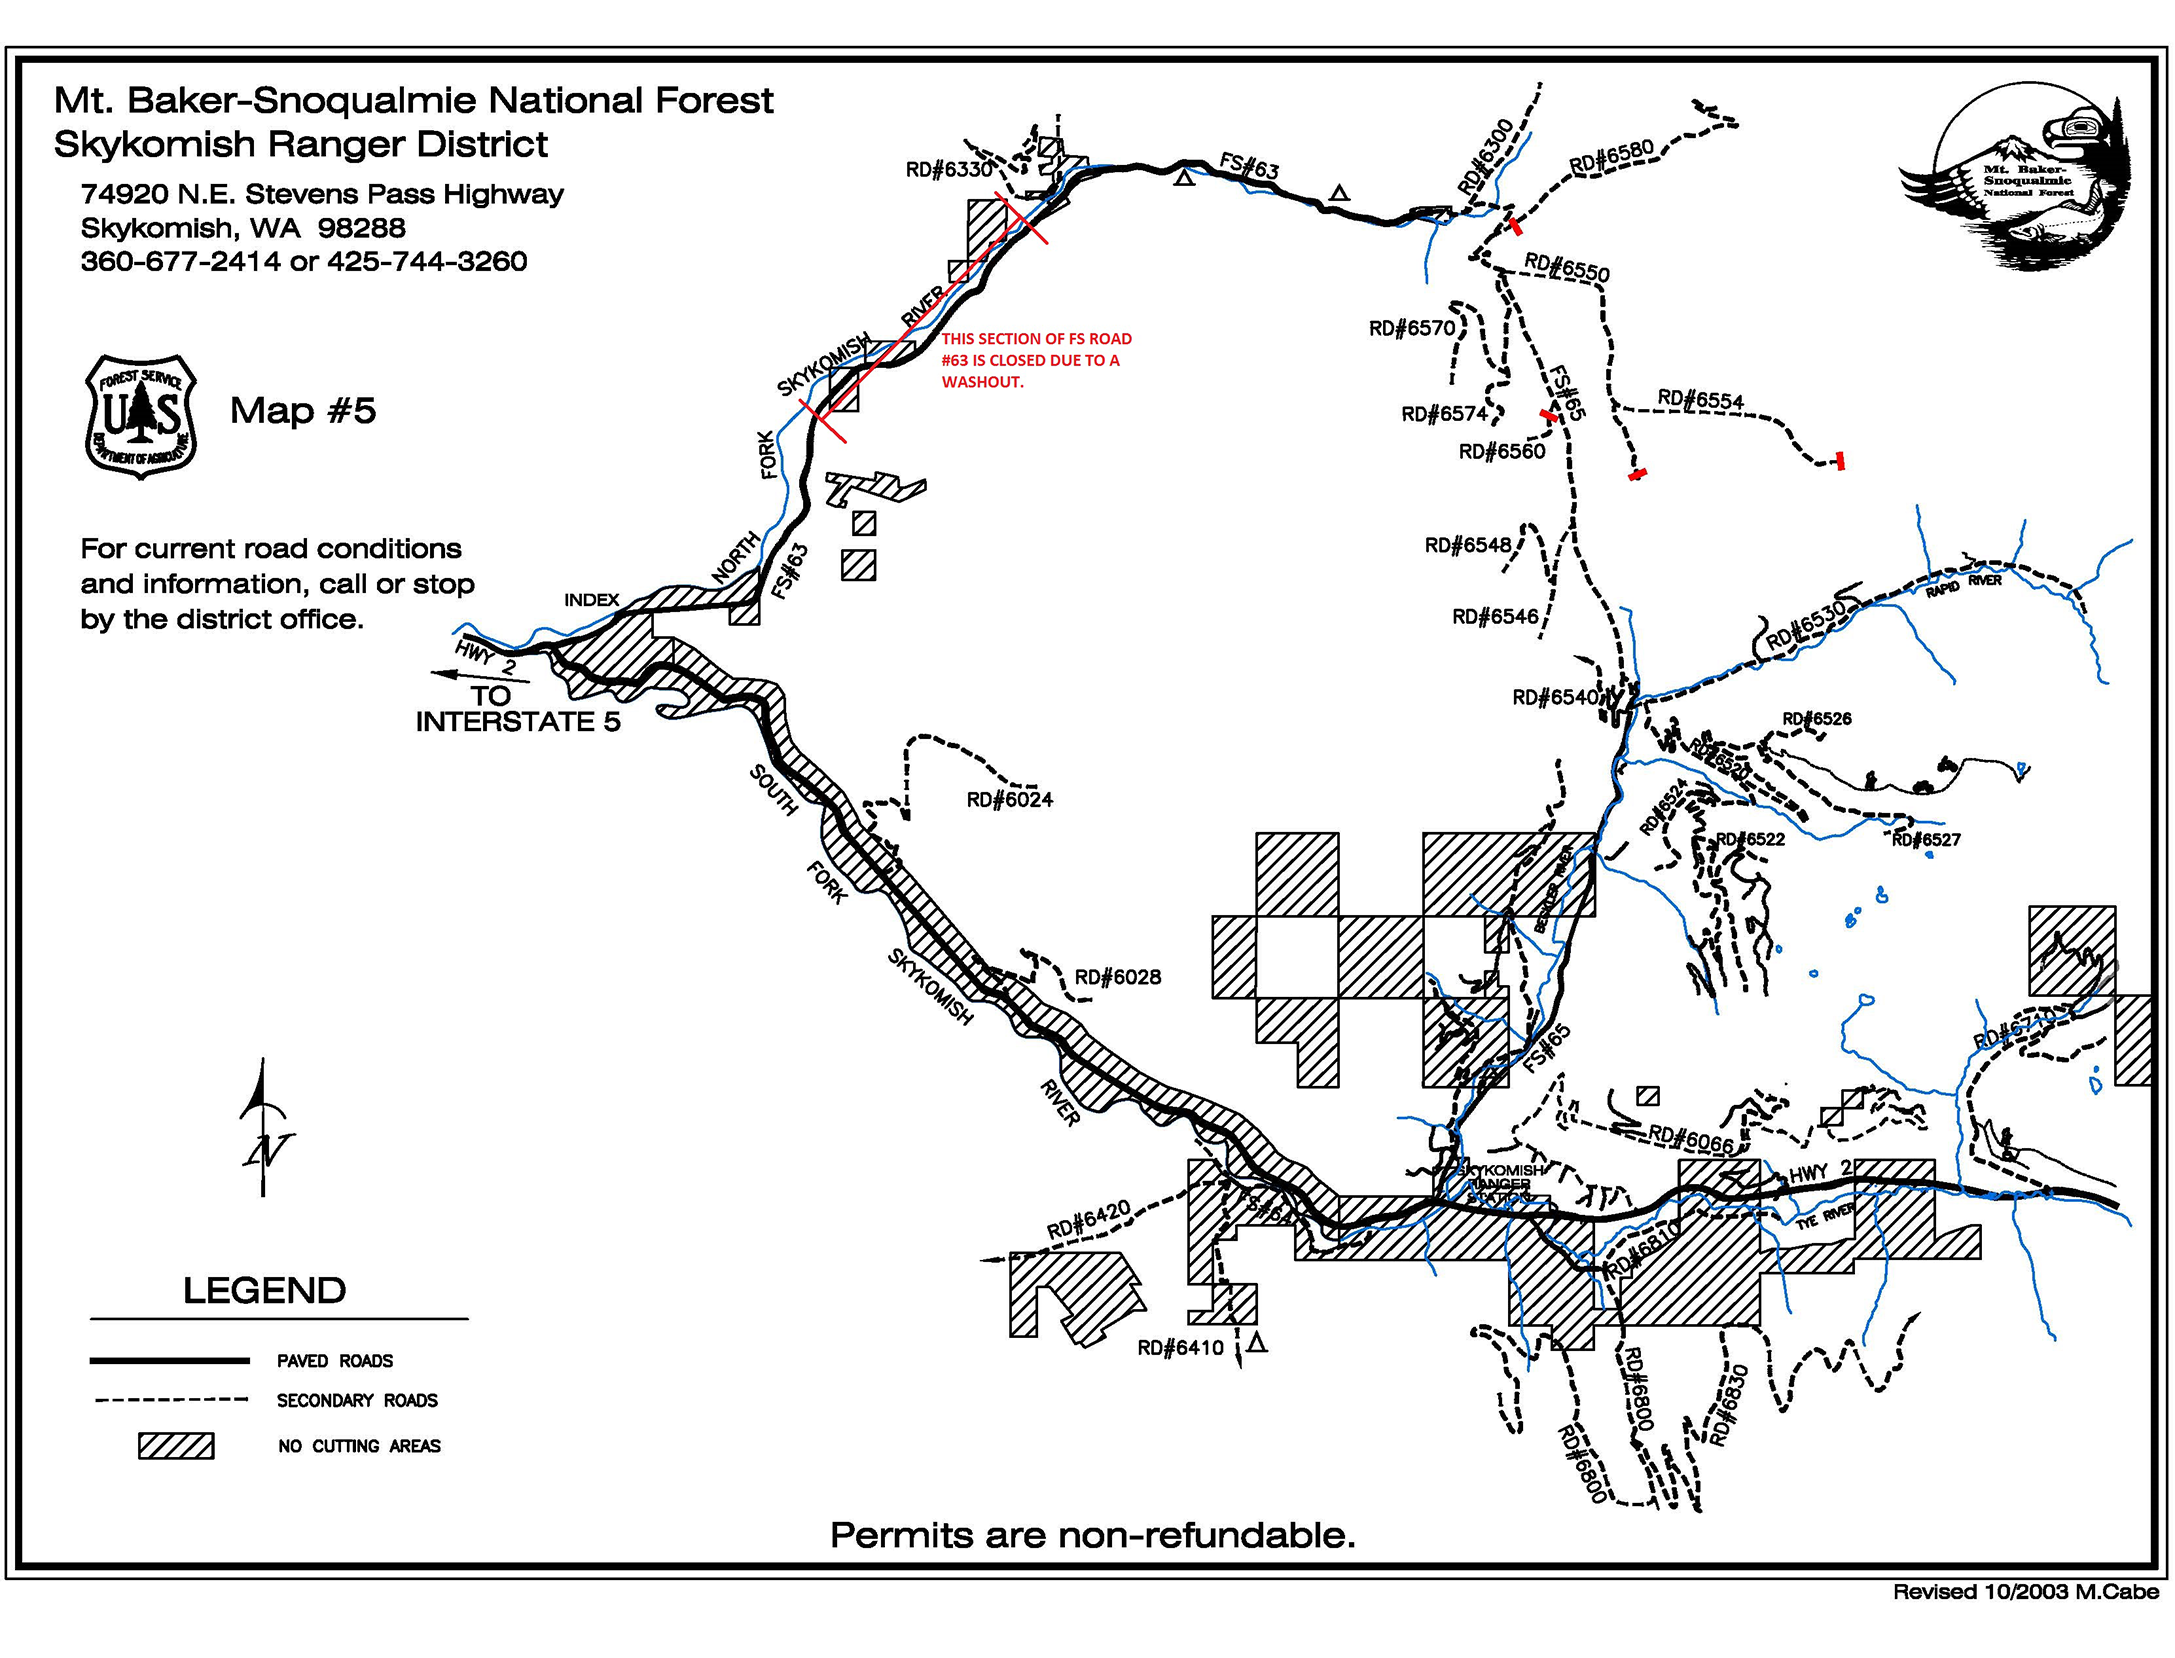 Mt. Baker-Snoqualmie National Forest
Skykomish Ranger District
74920 N.E. Stevens Pass Highway
Skykomish, WA 98288
360-677-2414 or 425-744-3260
FOREST SERVICE
U S
DEPARTMENT OF AGRICULTURE
Map #5
For current road conditions
and information, call or stop
by the district office.
Mt. Baker-
Snoqualmie
National Forest
RD#6330
FS#63
RD#6300
RD#6580
RD#6550
RD#6570
RD#6574
RD#6560
FS#65
RD#6554
THIS SECTION OF FS ROAD
#63 IS CLOSED DUE TO A
WASHOUT.
NORTH
FORK
SKYKOMISH
RIVER
FS#63
INDEX
HWY 2
TO
INTERSTATE 5
RD#6548
RD#6546
RD#6540
RD#6530
RAPID RIVER
RD#6526
RD#6520
RD#6524
RD#6522
RD#6527
RD#6024
SOUTH
FORK
SKYKOMISH
RIVER
RD#6028
BECKLER RIVER
FS#65
RD#6710
RD#6066
SKYKOMISH
RANGER
STATION
HWY 2
TYE RIVER
RD#6420
FS#64
RD#6410
RD#6810
RD#6800
RD#6800
RD#6830
N
LEGEND
PAVED ROADS
SECONDARY ROADS
NO CUTTING AREAS
Permits are non-refundable.
Revised 10/2003 M.Cabe